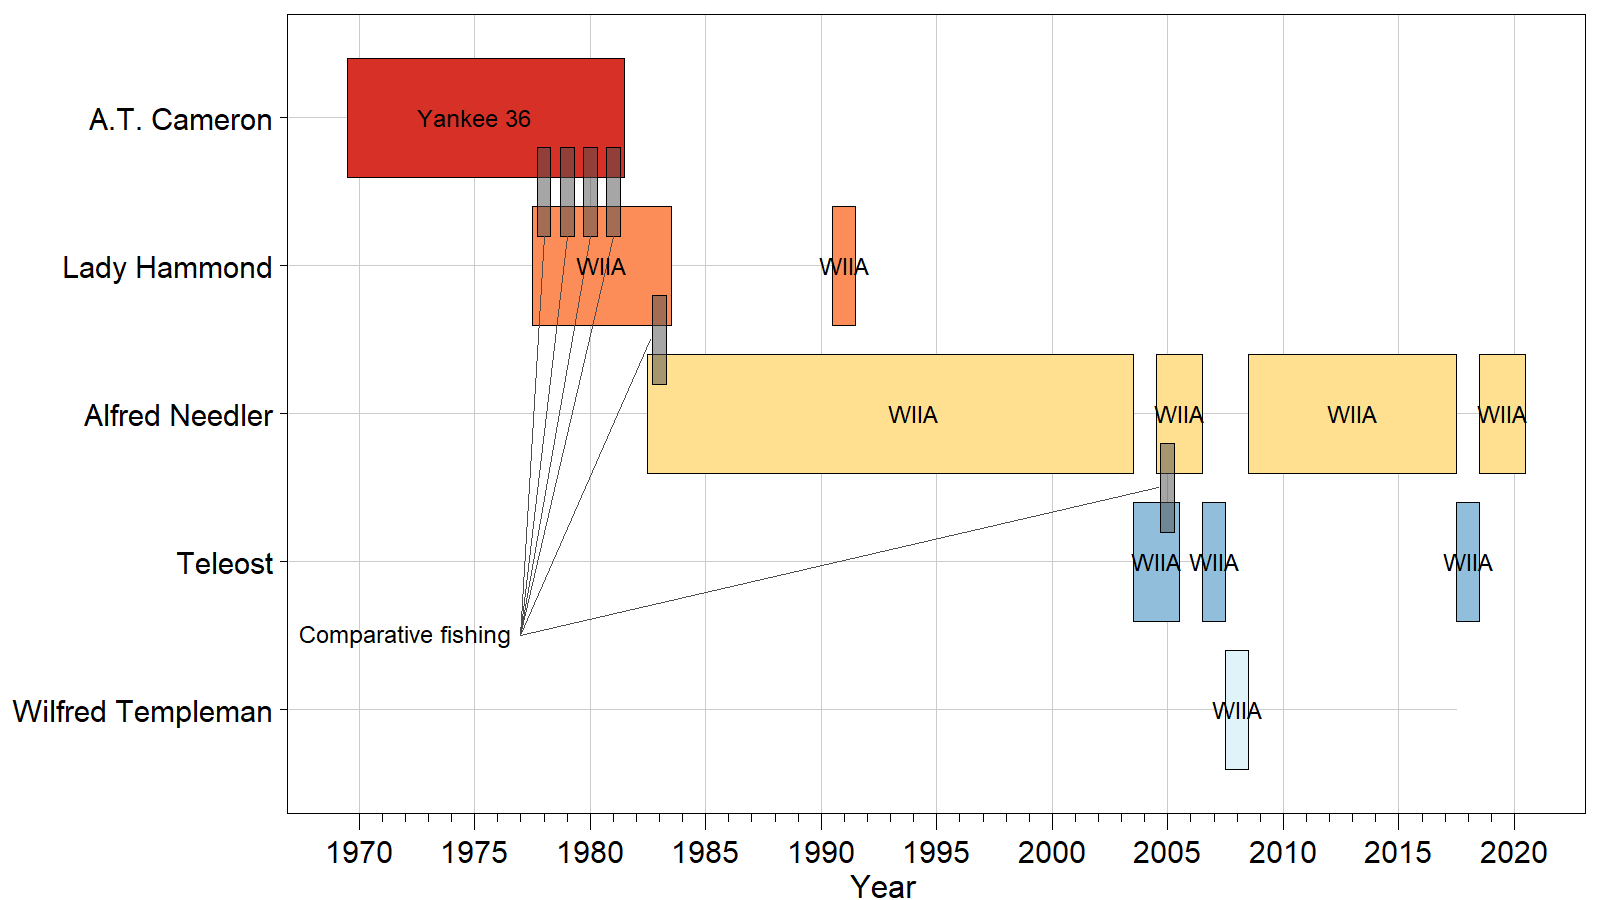 A.T. Cameron
Yankee 36
Lady Hammond
WIIA
WIIA
Alfred Needler
WIIA
WIIA
WIIA
WIIA
Teleost
WIIA
WIIA
WIIA
Comparative fishing
Wilfred Templeman
WIIA
1970 1975 1980 1985 1990 1995 2000 2005 2010 2015 2020
Year